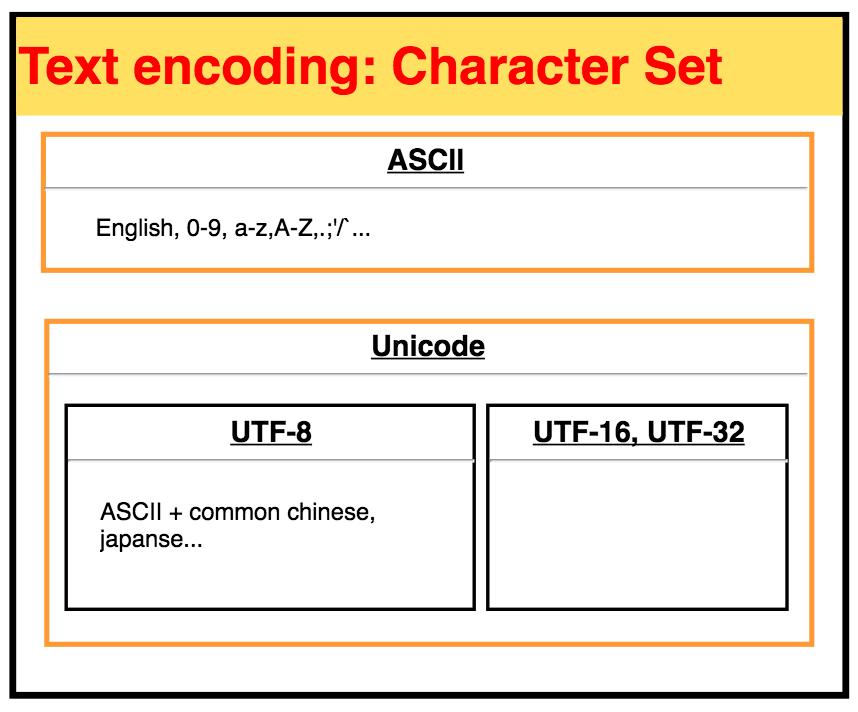 Text encoding: Character Set
ASCII
English, 0-9, a-z,A-Z,.;'/`...
Unicode
UTF-8
ASCII + common chinese,
japanse...
UTF-16, UTF-32